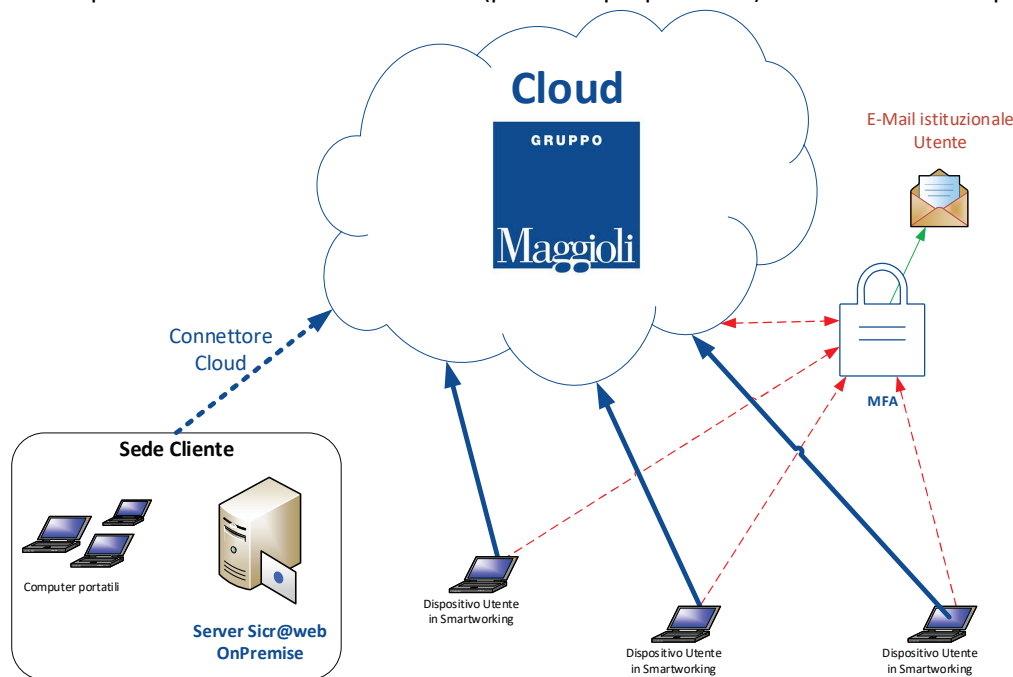 Cloud
GRUPPO
Maggioli
E-Mail istituzionale
Utente
Connettore
Cloud
MFA
Sede Cliente
Computer portatili
Server Sicr@web
OnPremise
Dispositivo Utente
in Smartworking
Dispositivo Utente
in Smartworking
Dispositivo Utente
in Smartworking